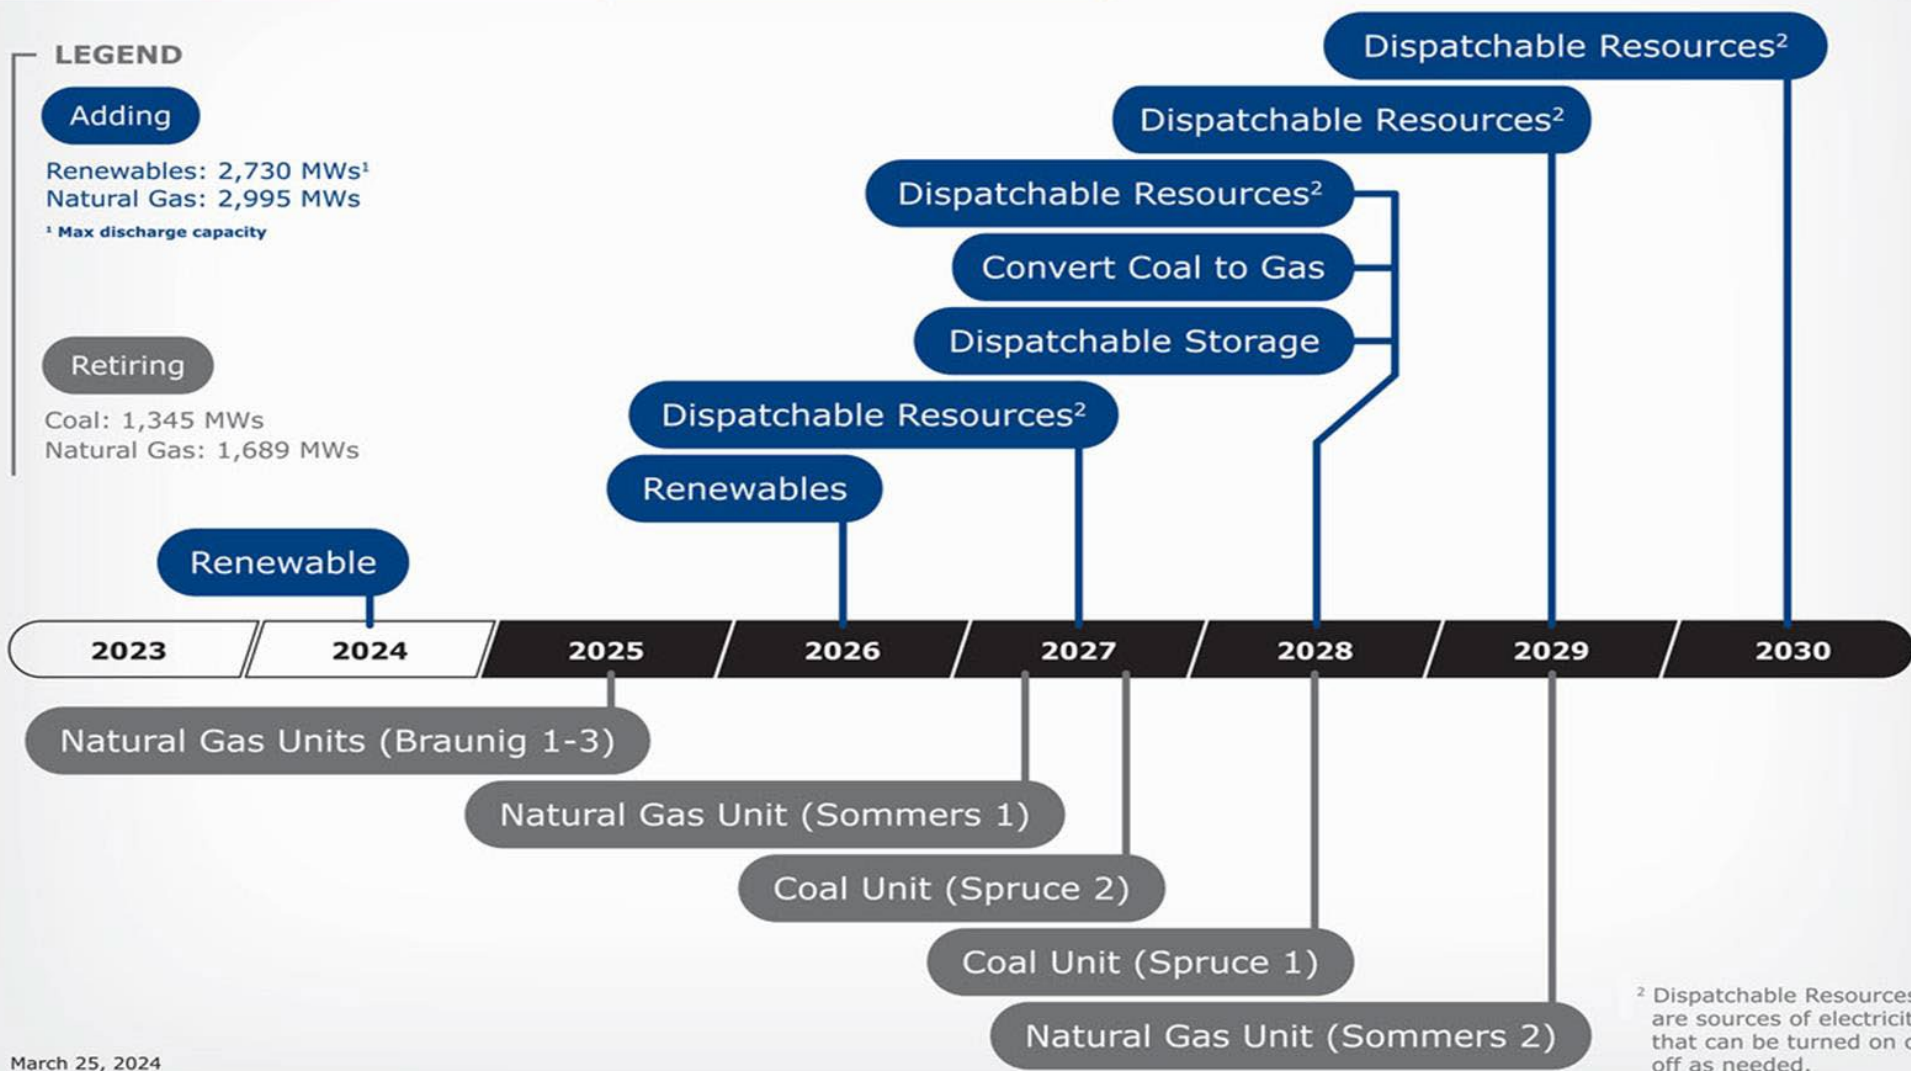 LEGEND
Adding
Renewables: 2,730 MWs¹
Natural Gas: 2,995 MWs
¹ Max discharge capacity
Retiring
Coal: 1,345 MWs
Natural Gas: 1,689 MWs
Dispatchable Resources²
Dispatchable Resources²
Dispatchable Resources²
Convert Coal to Gas
Dispatchable Storage
Dispatchable Resources²
Renewables
Renewable
2023 2024 2025 2026 2027 2028 2029 2030
Natural Gas Units (Braunig 1-3)
Natural Gas Unit (Sommers 1)
Coal Unit (Spruce 2)
Coal Unit (Spruce 1)
Natural Gas Unit (Sommers 2)
² Dispatchable Resources
are sources of
that can be turned on
off as needed.
March 25, 2024